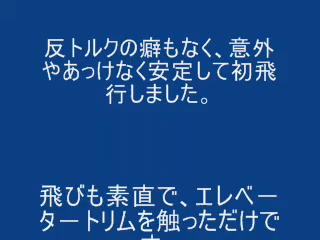 反トルクの癖もなく、意外
やあっけなく安定して初飛
行しました。
飛びも素直で、エレベー
タートリムを触っただけで